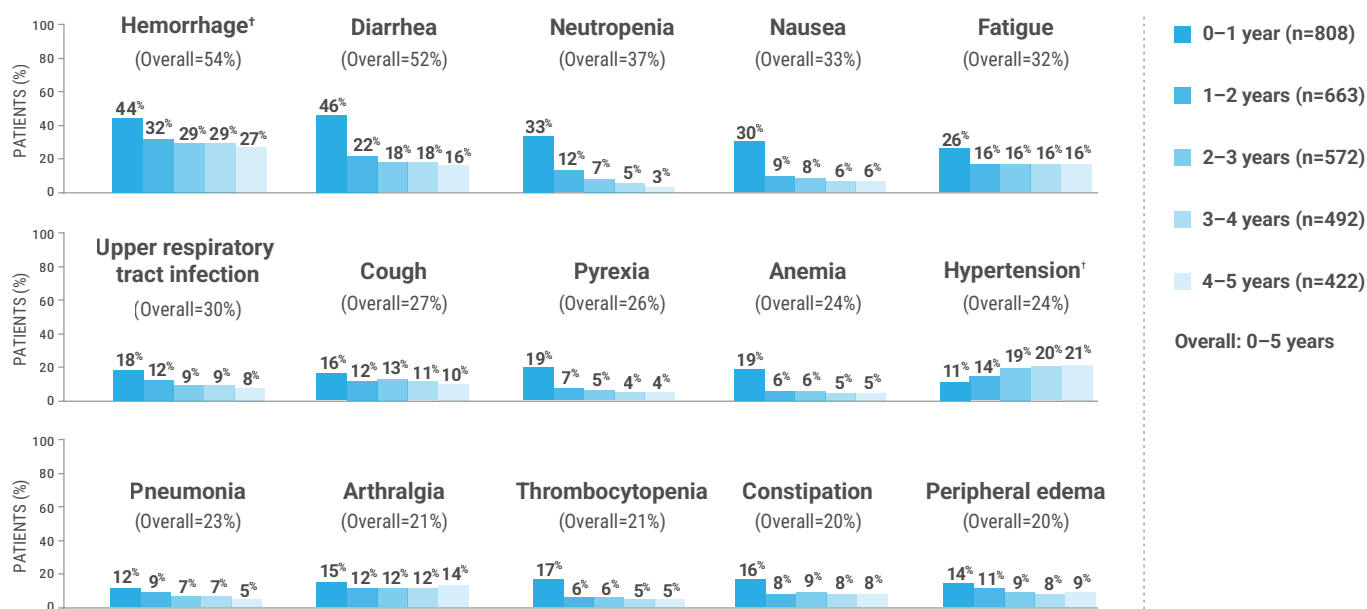 Hemorrhage† Diarrhea Neutropenia Nausea Fatigue
(Overall=54%) (Overall=52%) (Overall=37%) (Overall=33%) (Overall=32%)
PATIENTS (%)
100
80
60
40
20
0
44% 32% 29% 29% 27%
46% 22% 18% 18% 16%
33% 12% 7% 5% 3%
30% 9% 8% 6% 6%
26% 16% 16% 16% 16%
Upper respiratory
tract infection Cough Pyrexia Anemia Hypertension†
(Overall=30%) (Overall=27%) (Overall=26%) (Overall=24%) (Overall=24%)
PATIENTS (%)
100
80
60
40
20
0
18% 12% 9% 9% 8%
16% 12% 13% 11% 10%
19% 7% 5% 4% 4%
19% 6% 6% 5% 5%
11% 14% 19% 20% 21%
Pneumonia Arthralgia Thrombocytopenia Constipation Peripheral edema
(Overall=23%) (Overall=21%) (Overall=21%) (Overall=20%) (Overall=20%)
PATIENTS (%)
100
80
60
40
20
0
12% 9% 7% 7% 5%
15% 12% 12% 12% 14%
17% 6% 6% 5% 5%
16% 8% 9% 8% 8%
14% 11% 9% 8% 9%
0–1 year (n=808)
1–2 years (n=663)
2–3 years (n=572)
3–4 years (n=492)
4–5 years (n=422)
Overall: 0–5 years